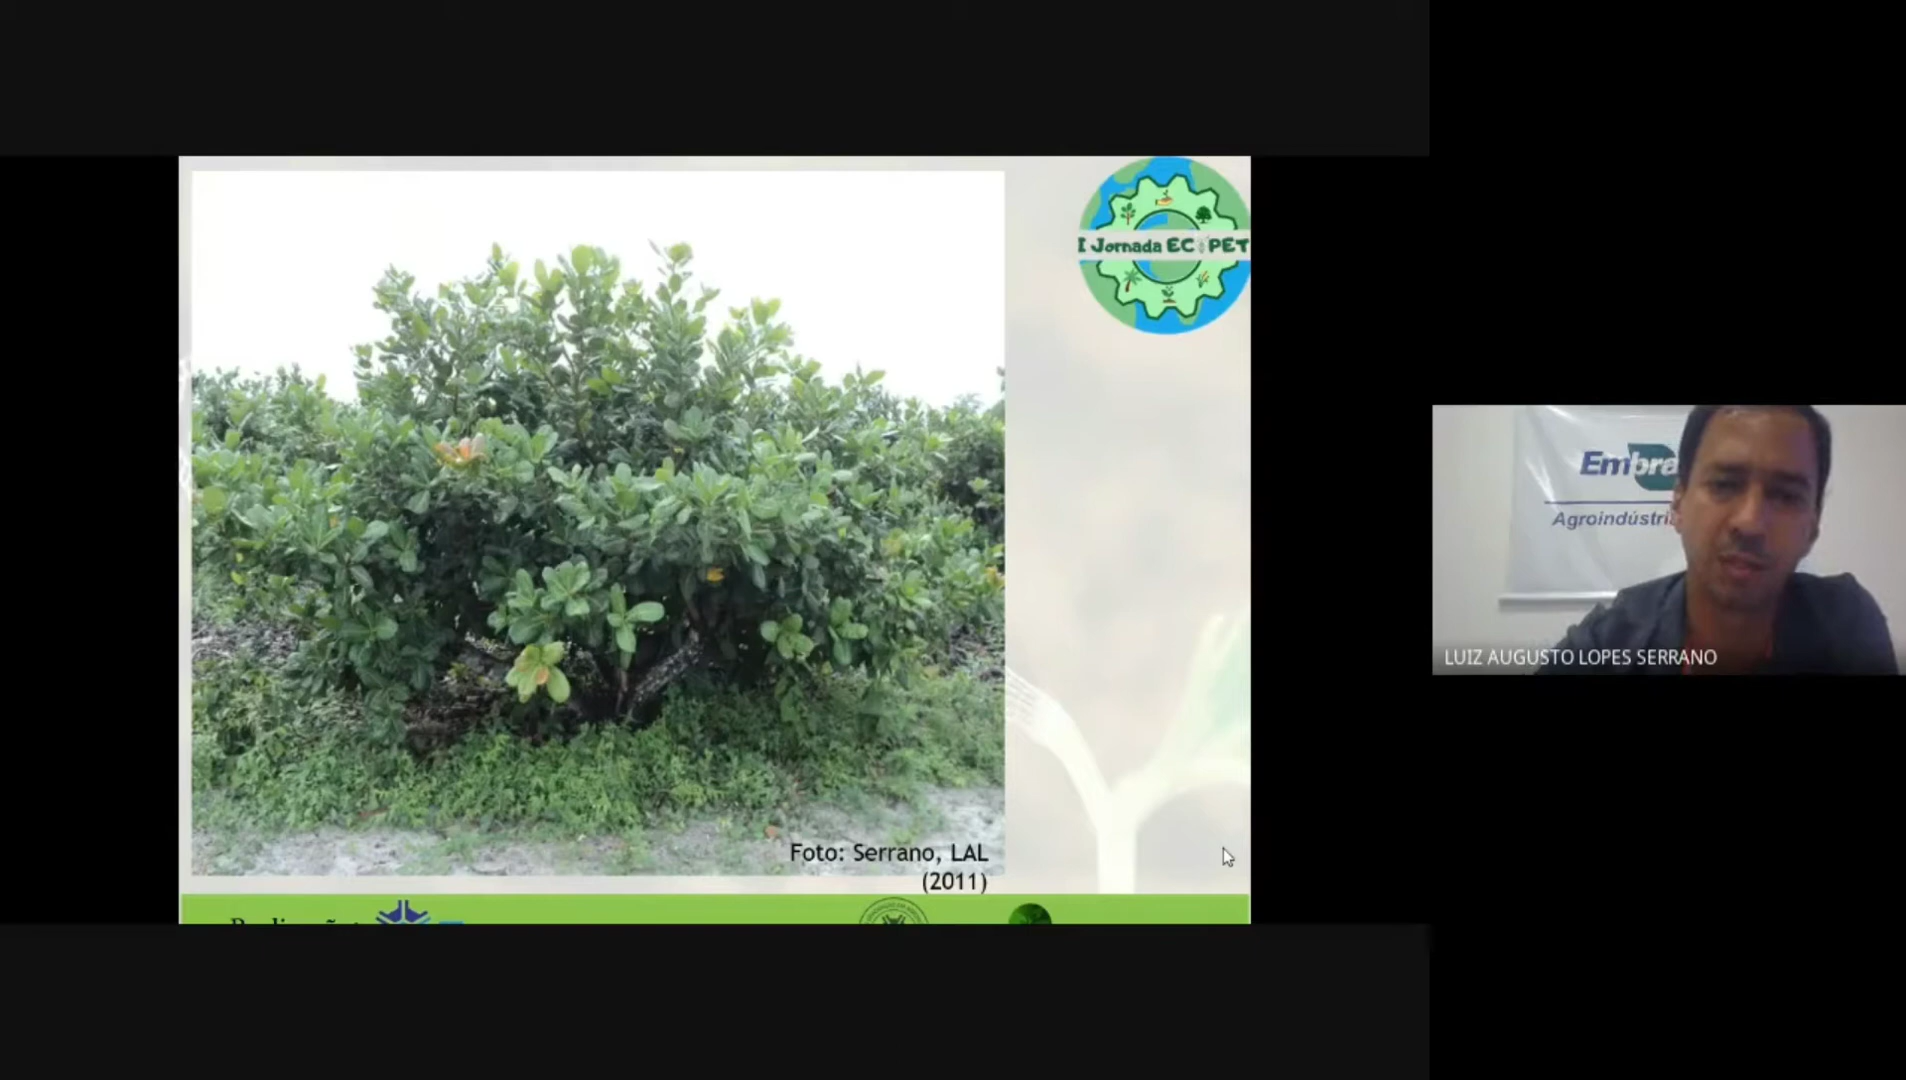 I Jornada EC PET
Embra
Agroindústri
LUIZ AUGUSTO LOPES SERRANO
Foto: Serrano, LAL
(2011)